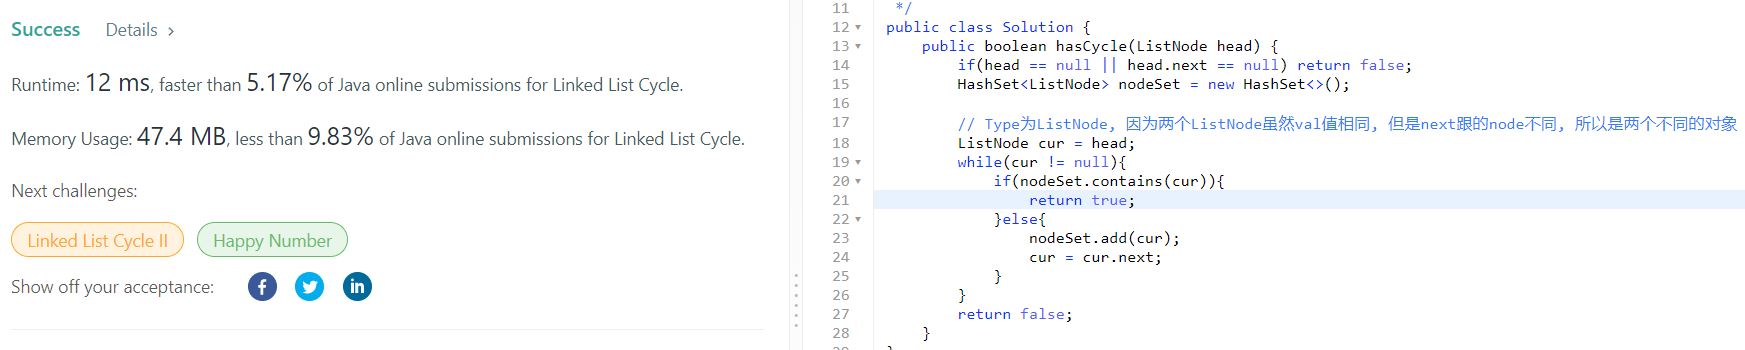 Success Details >
Runtime: 12 ms, faster than 5.17% of Java online submissions for Linked List Cycle.
Memory Usage: 47.4 MB, less than 9.83% of Java online submissions for Linked List Cycle.
Next challenges:
Linked List Cycle II Happy Number
Show off your acceptance:
11 */
12 public class Solution {
13 public boolean hasCycle(ListNode head) {
14 if(head == null || head.next == null) return false;
15 HashSet<ListNode> nodeSet = new HashSet<>();
16
17 // Type为ListNode, 因为两个ListNode虽然val值相同, 但是next跟的node不同, 所以是两个不同的对象
18 ListNode cur = head;
19 while(cur != null){
20 if(nodeSet.contains(cur)){
21 return true;
22 }else{
23 nodeSet.add(cur);
24 cur = cur.next;
25 }
26 }
27 return false;
28 }